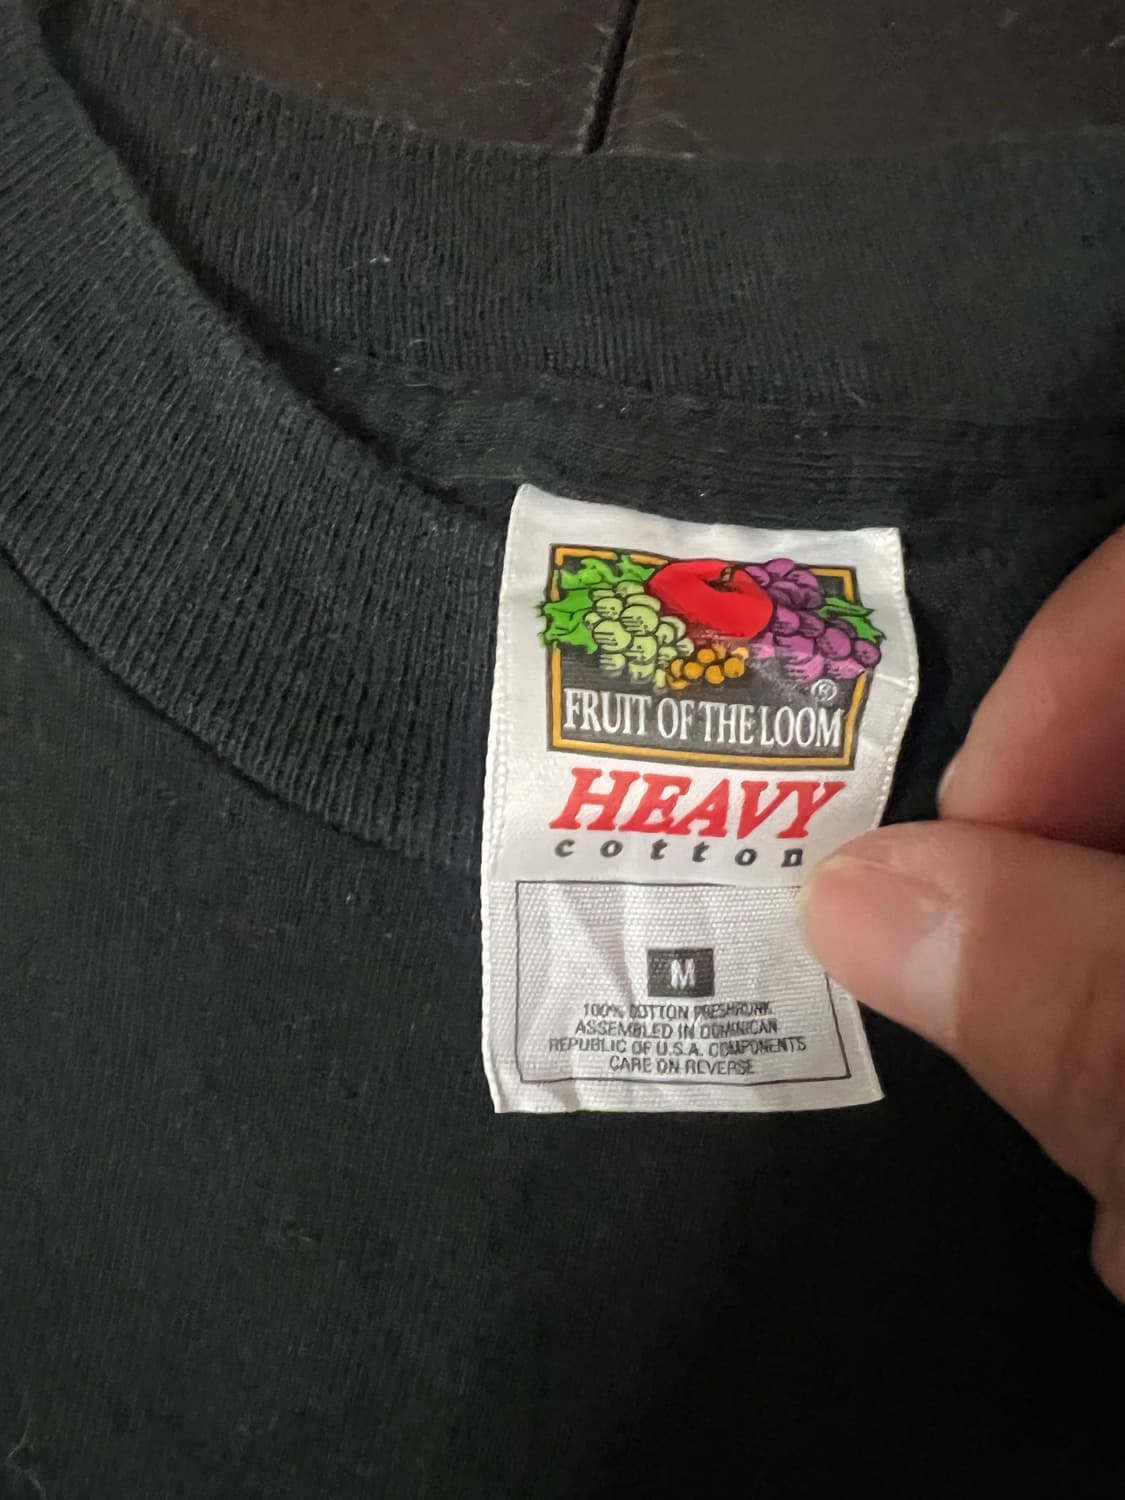 ®
FRUIT OF THE LOOM
HEAVY
cotton
M
100% COTTON PRESHRUNK
ASSEMBLED IN DOMINICAN
REPUBLIC OF U.S.A. COMPONENTS
CARE ON REVERSE